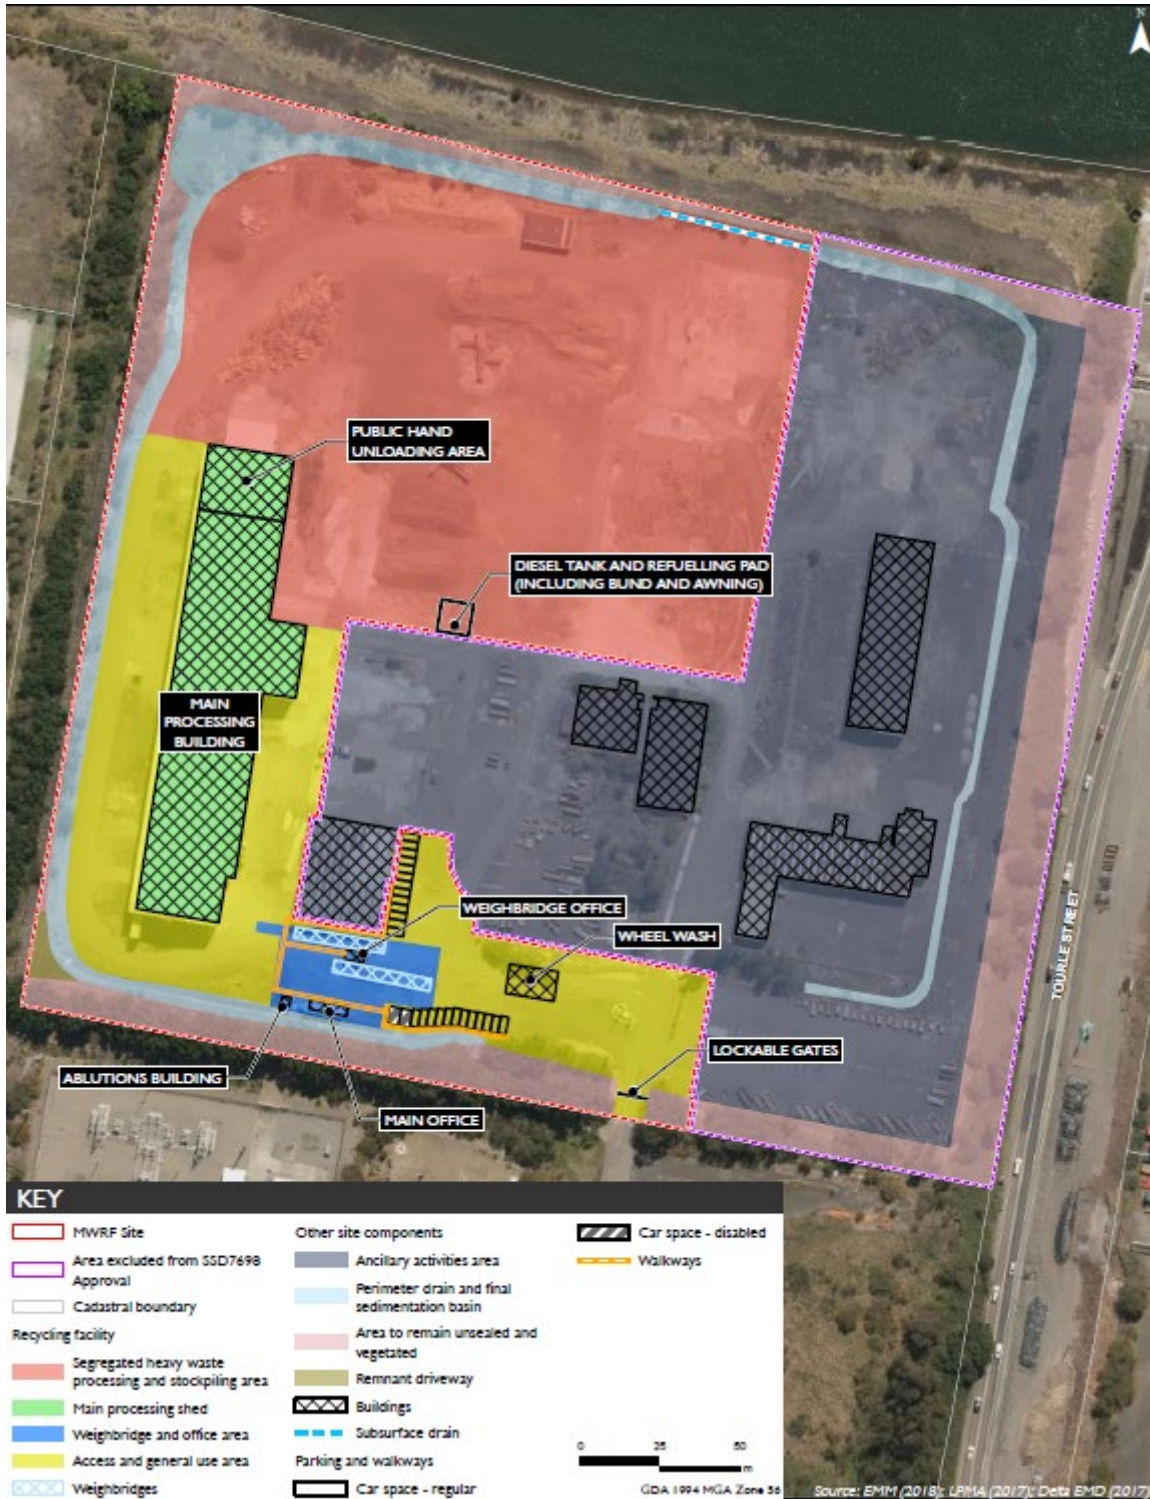 N
PUBLIC HAND
UNLOADING AREA
DIESEL TANK AND REFUELLING PAD
(INCLUDING BUND AND AWNING)
MAIN
PROCESSING
BUILDING
WEIGHBRIDGE OFFICE
WHEEL WASH
TOURLE STREET
LOCKABLE GATES
ABLUTIONS BUILDING
MAIN OFFICE
KEY
MWRF Site
Area excluded from SSD7698
Approval
Cadastral boundary
Recycling facility
Segregated heavy waste
processing and stockpiling area
Main processing shed
Weighbridge and office area
Access and general use area
Weighbridges
Other site components
Ancillary activities area
Perimeter drain and final
sedimentation basin
Area to remain unsealed and
vegetated
Remnant driveway
Buildings
Subsurface drain
Parking and walkways
Car space - regular
Car space - disabled
Walkways
0 25 50
m
GDA 1994 MGA Zone 56
Source: EMM (2018); LPMA (2017); Delta EMD (2017)